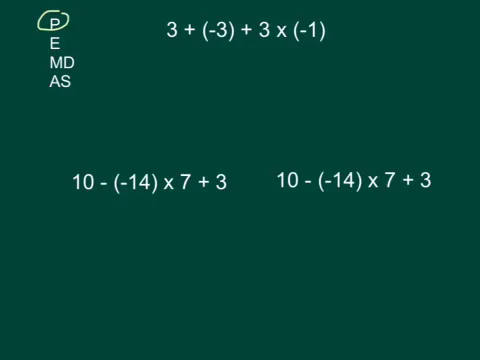 P
E
MD
AS
3 + (-3) + 3 x (-1)
10 - (-14) x 7 + 3
10 - (-14) x 7 + 3